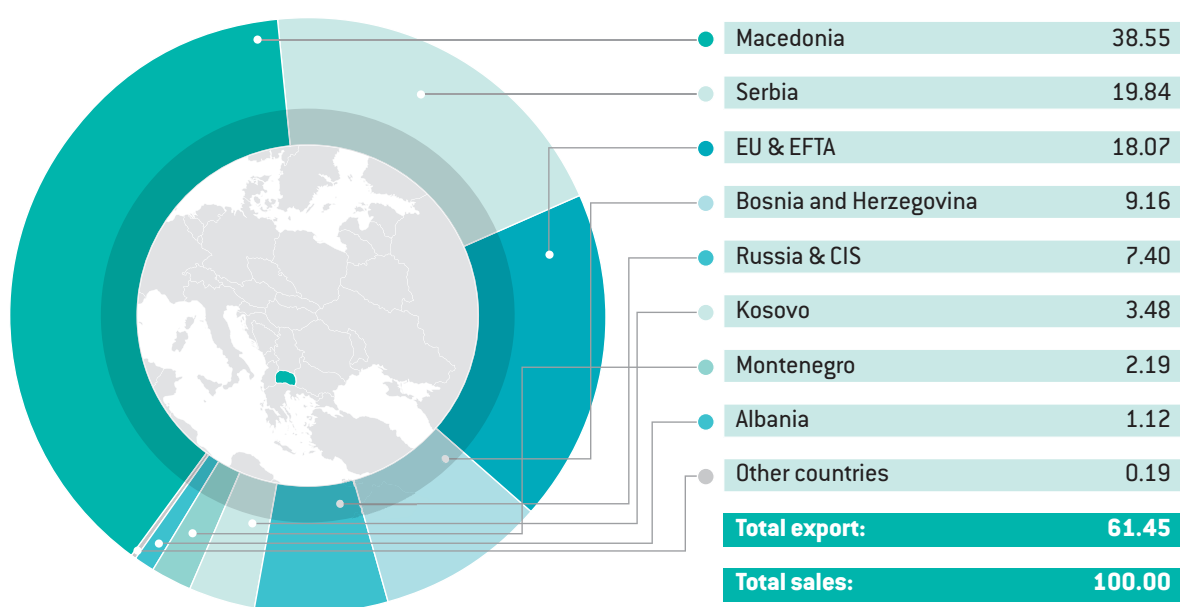 Macedonia 38.55
Serbia 19.84
EU & EFTA 18.07
Bosnia and Herzegovina 9.16
Russia & CIS 7.40
Kosovo 3.48
Montenegro 2.19
Albania 1.12
Other countries 0.19
Total export: 61.45
Total sales: 100.00